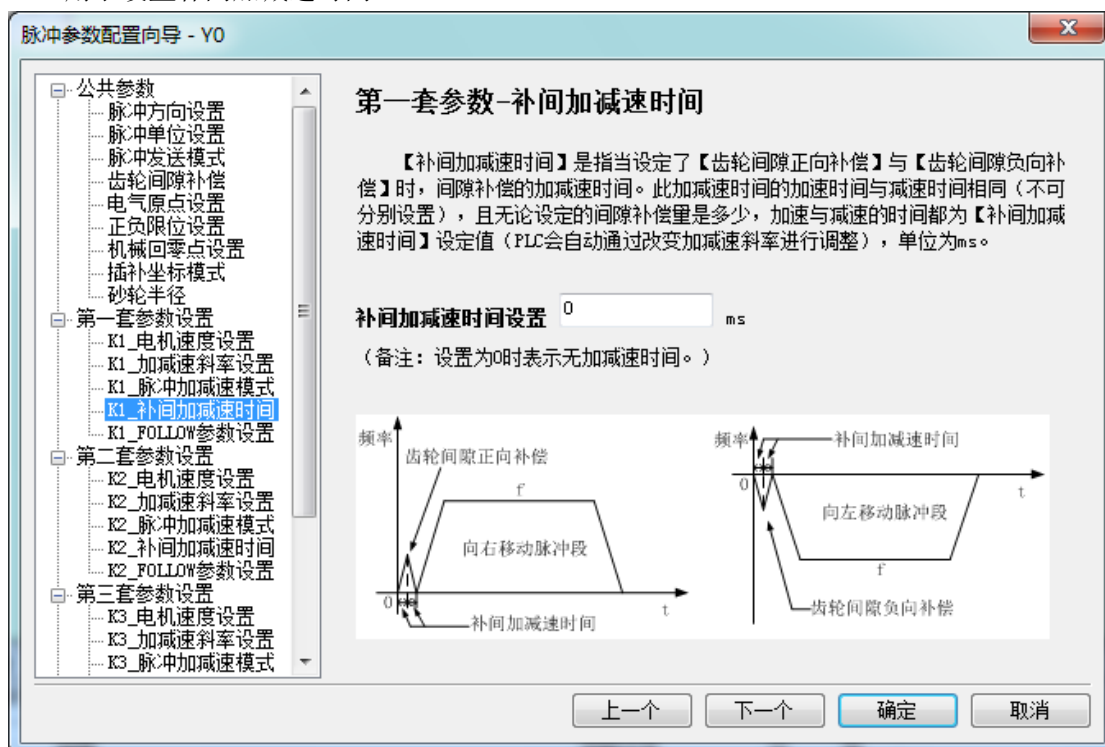 脉冲参数配置向导 - Y0
公共参数
脉冲方向设置
脉冲单位设置
脉冲发送模式
齿轮间隙补偿
电气原点设置
正负限位设置
机械回零点设置
插补坐标模式
砂轮半径
第一套参数设置
K1_电机速度设置
K1_加减速斜率设置
K1_脉冲加减速模式
K1_补间加减速时间
K1_FOLLOW参数设置
第二套参数设置
K2_电机速度设置
K2_加减速斜率设置
K2_脉冲加减速模式
K2_补间加减速时间
K2_FOLLOW参数设置
第三套参数设置
K3_电机速度设置
K3_加减速斜率设置
K3_脉冲加减速模式
第一套参数-补间加减速时间
【补间加减速时间】是指当设定了【齿轮间隙正向补偿】与【齿轮间隙负向补
偿】时，间隙补偿的加减速时间。此加减速时间的加速时间与减速时间相同（不可
分别设置），且无论设定的间隙补偿量是多少，加速与减速的时间都为【补间加减
速时间】设定值（PLC会自动通过改变加减速斜率进行调整），单位为ms。
补间加减速时间设置 0 ms
（备注：设置为0时表示无加减速时间。）
频率
齿轮间隙正向补偿
f
向右移动脉冲段
0
t
补间加减速时间
频率
补间加减速时间
0
t
向左移动脉冲段
f
齿轮间隙负向补偿
上一个 下一个 确定 取消